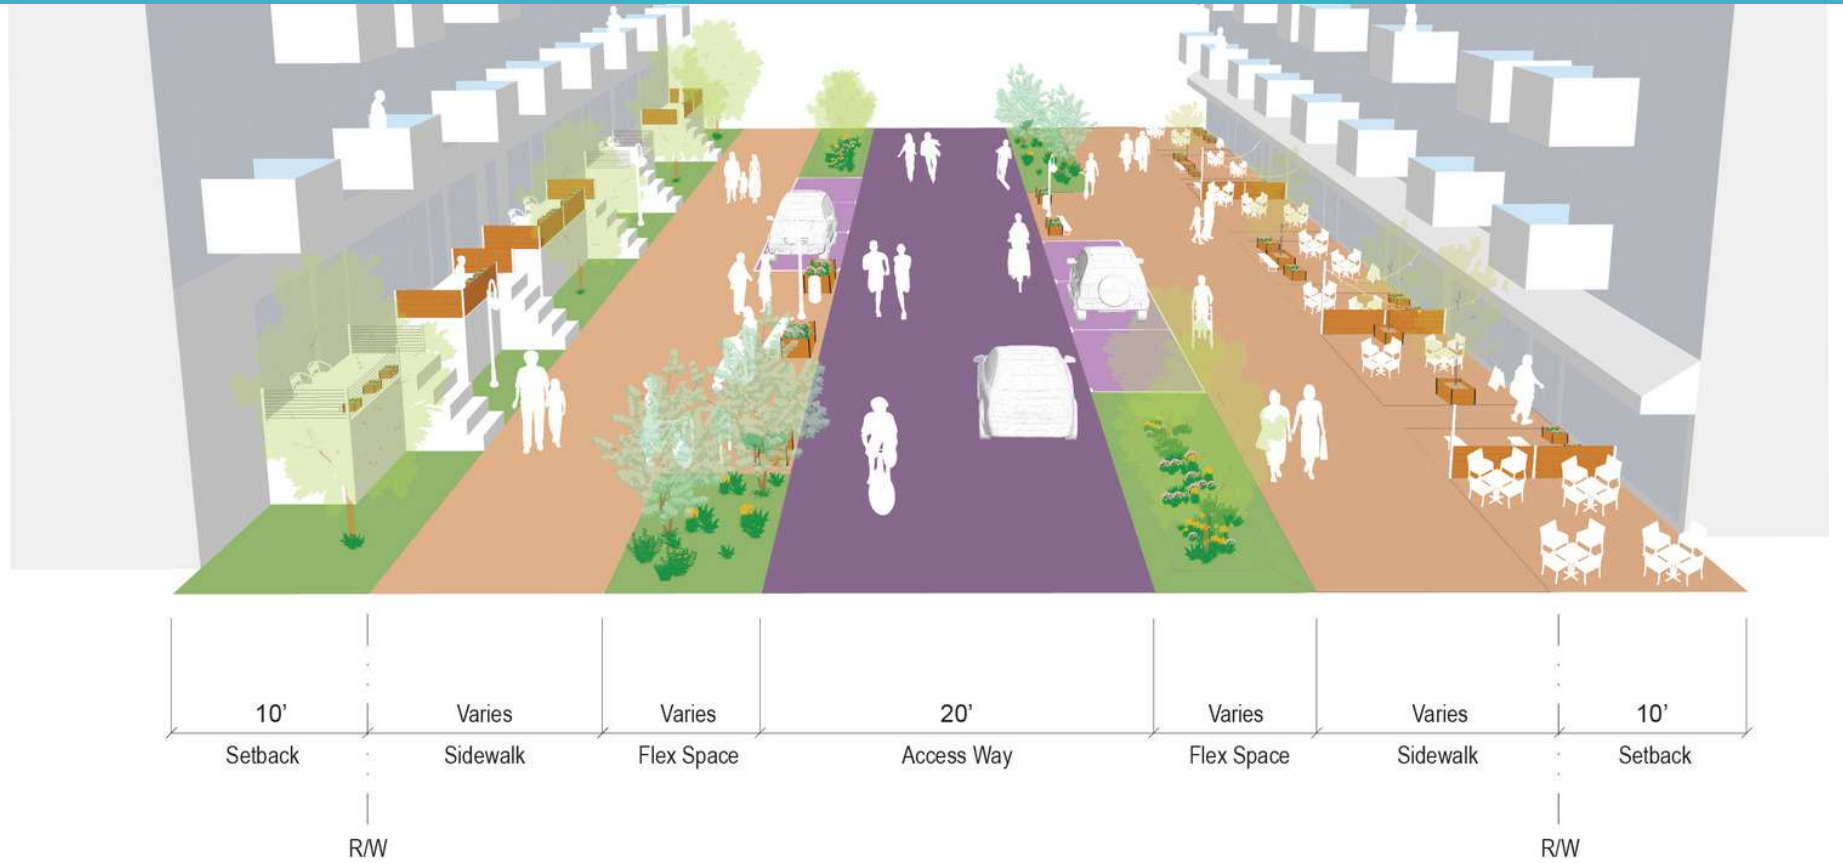 10’ Varies Varies 20’ Varies Varies 10’
Setback Sidewalk Flex Space Access Way Flex Space Sidewalk Setback
R/W R/W